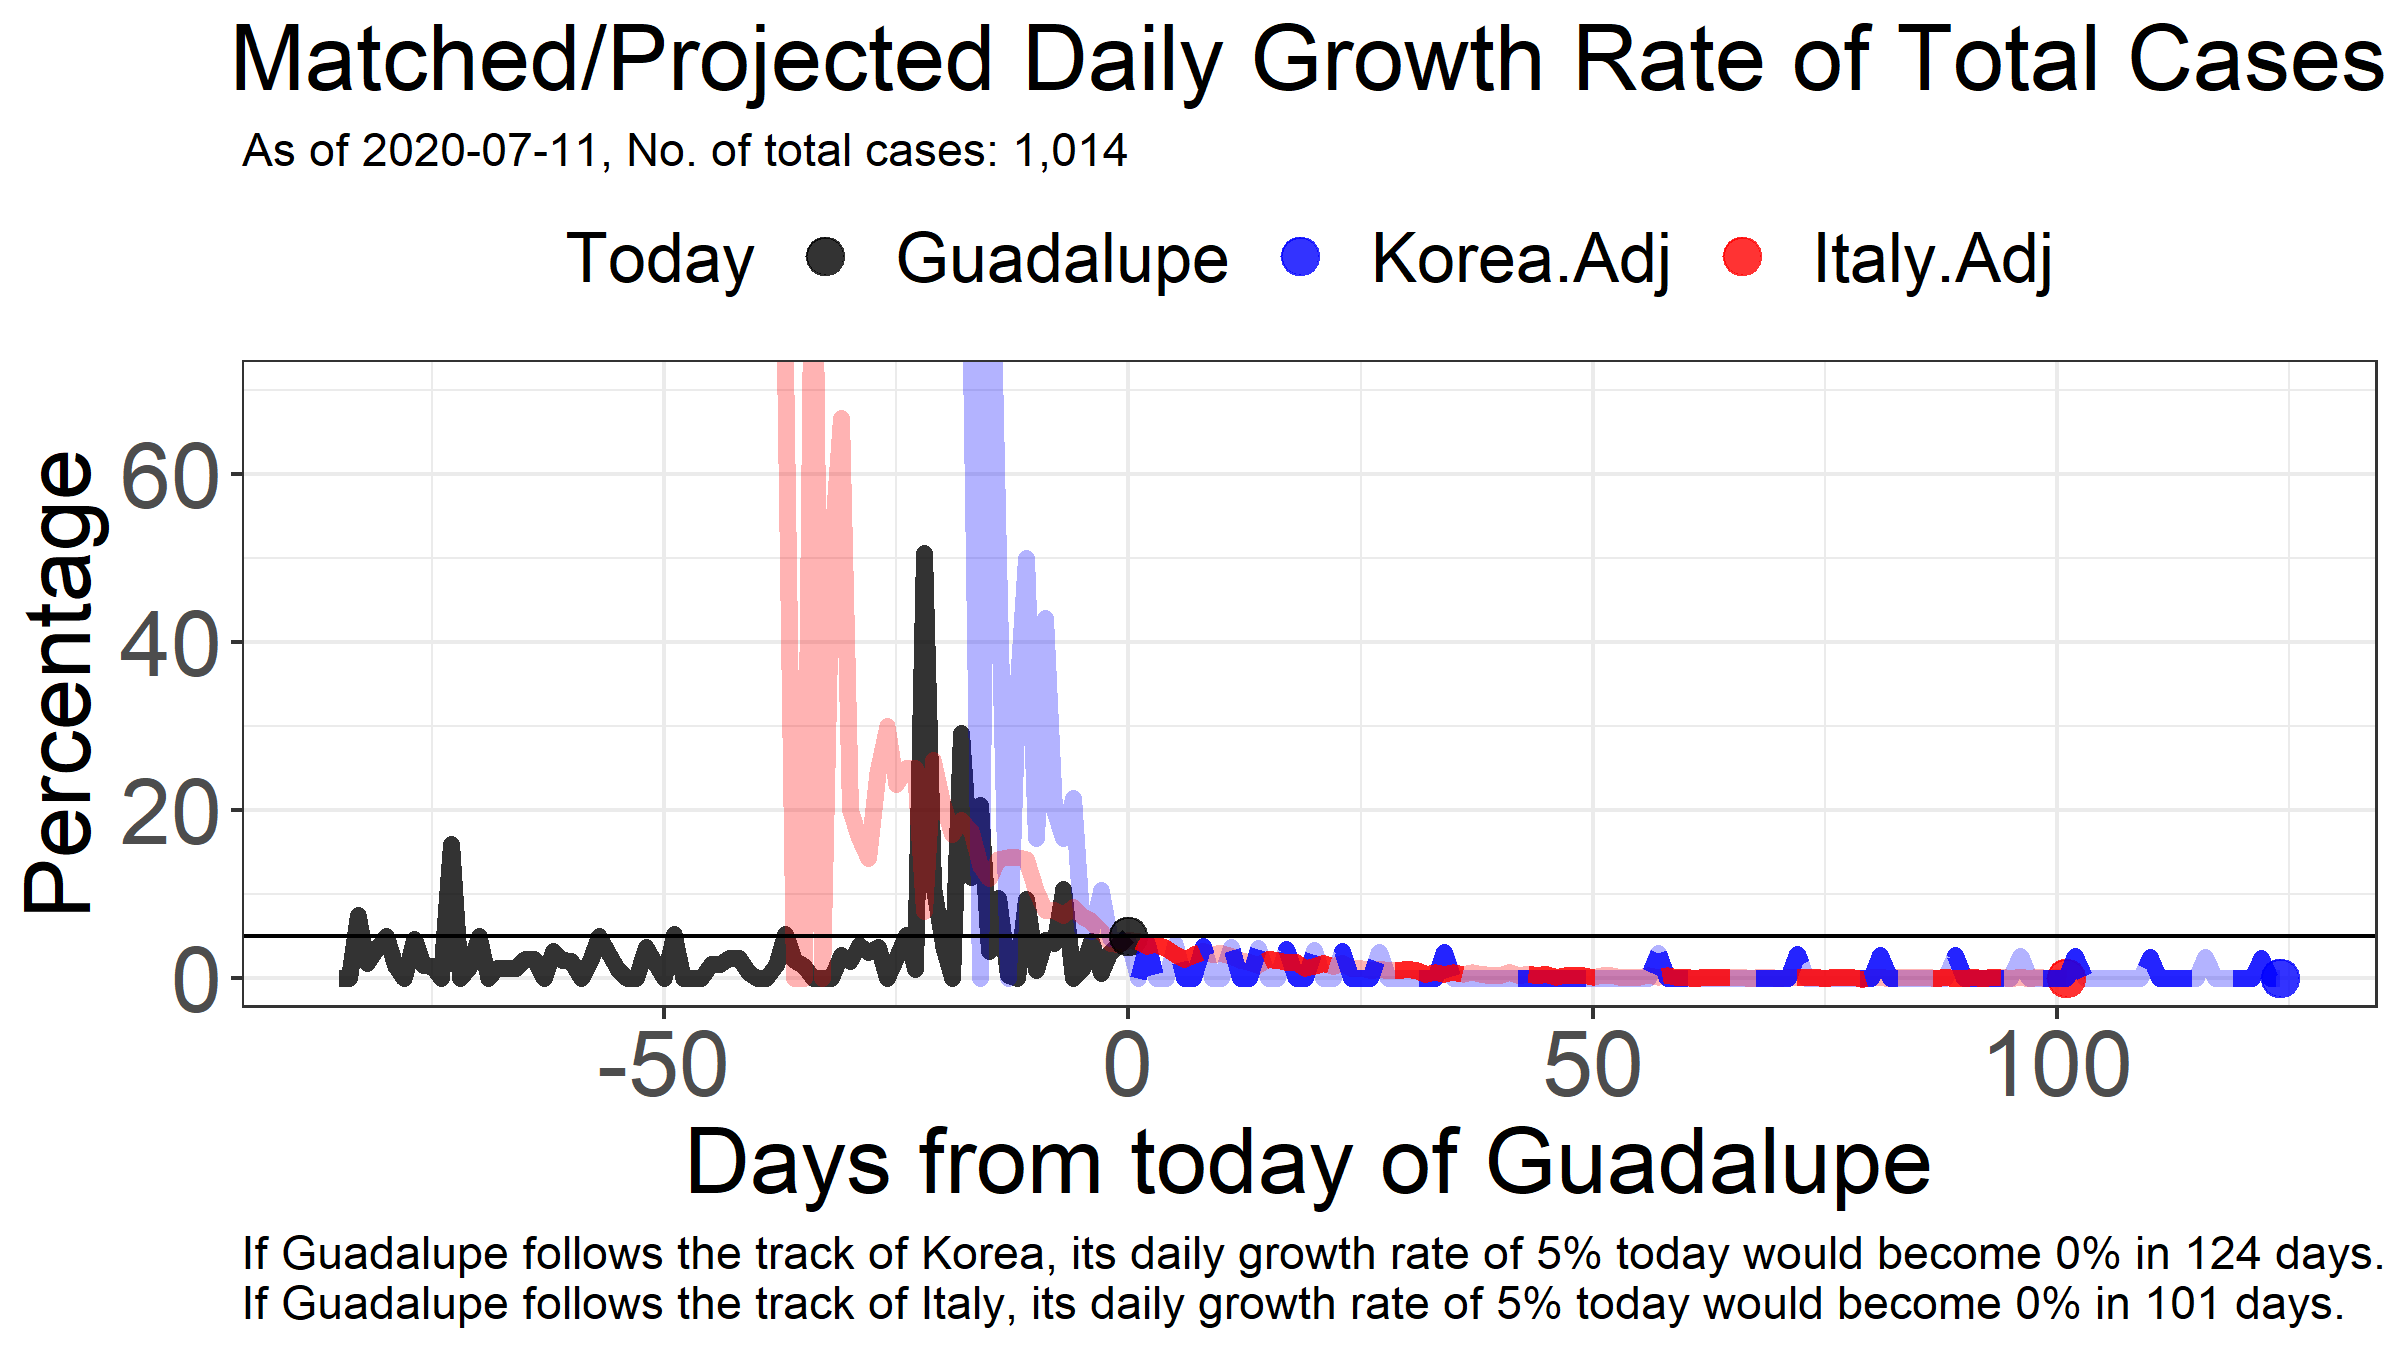 Matched/Projected Daily Growth Rate of Total Cases
As of 2020-07-11, No. of total cases: 1,014
Today Guadalupe Korea.Adj Italy.Adj
Percentage
60
40
20
0
-50 0 50 100
Days from today of Guadalupe
If Guadalupe follows the track of Korea, its daily growth rate of 5% today would become 0% in 124 days.
If Guadalupe follows the track of Italy, its daily growth rate of 5% today would become 0% in 101 days.